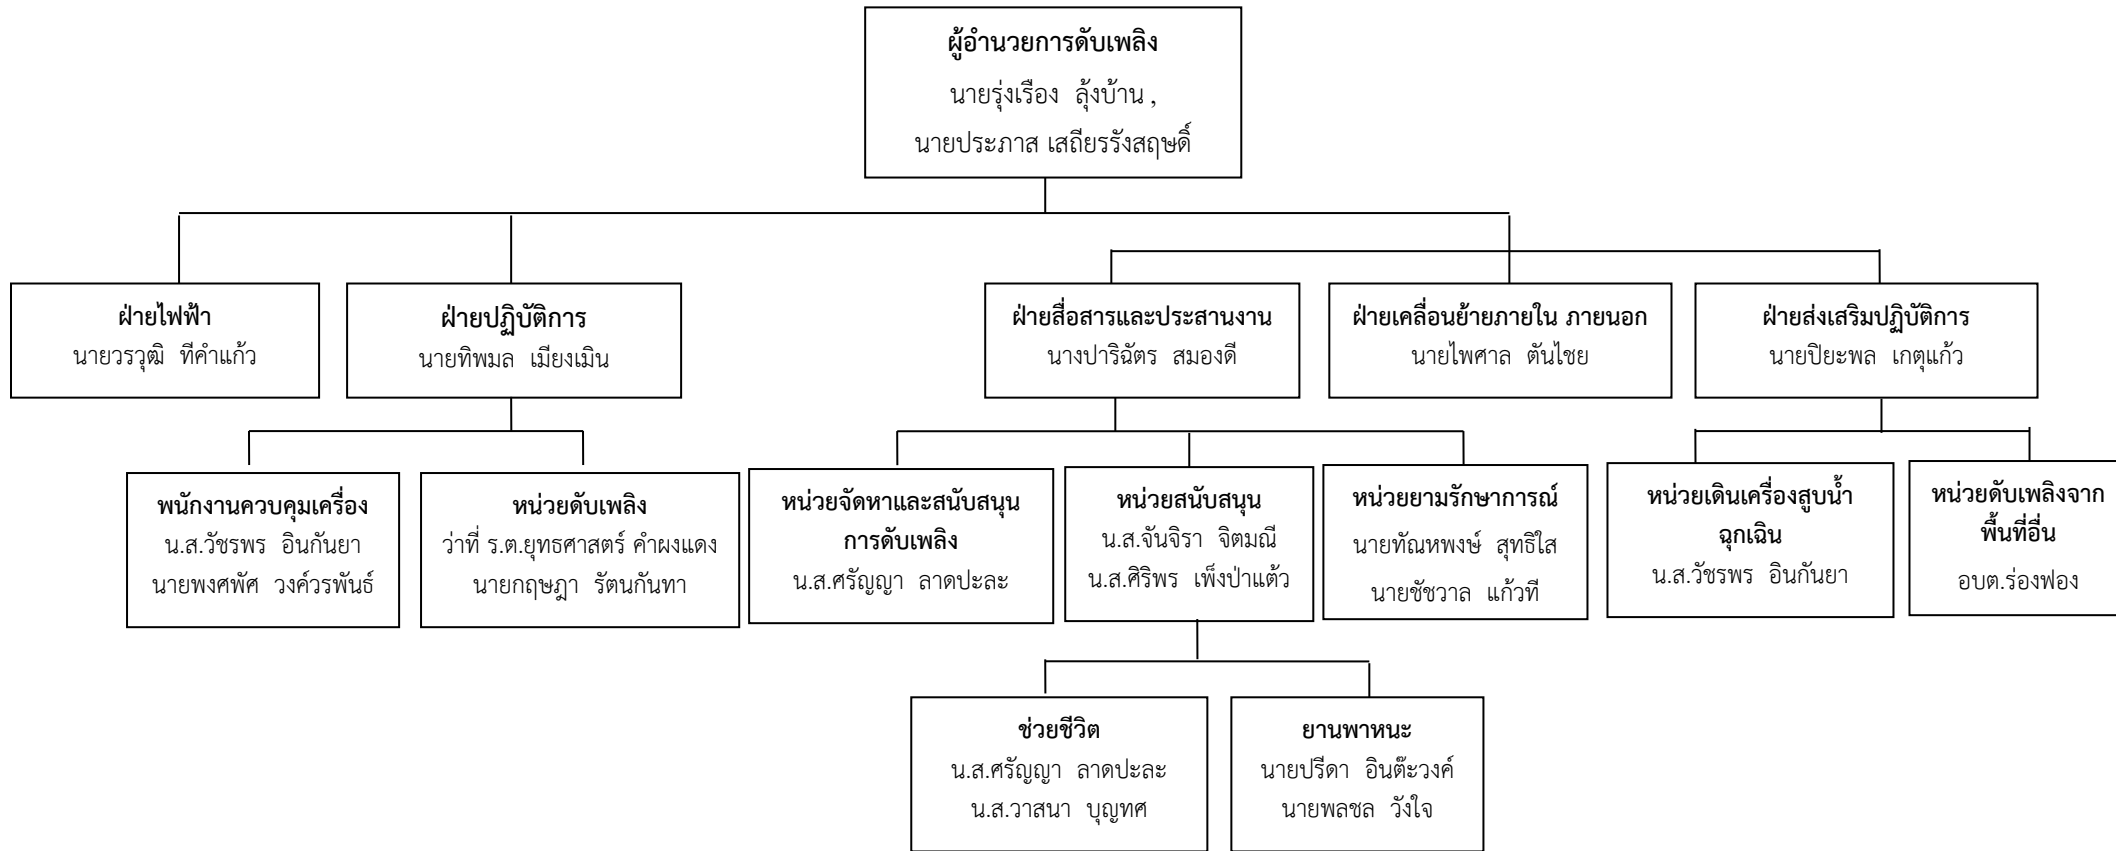 ผู้อำนวยการดับเพลิง
นายรุ่งเรือง ลุ้งบ้าน ,
นายประภาส เสถียรรังสฤษดิ์
ฝ่ายไฟฟ้า
นายวรวุฒิ ทีคำแก้ว
ฝ่ายปฏิบัติการ
นายทิพมล เมียงเมิน
ฝ่ายสื่อสารและประสานงาน
นางปาริฉัตร สมองดี
ฝ่ายเคลื่อนย้ายภายใน ภายนอก
นายไพศาล ตันไชย
ฝ่ายส่งเสริมปฏิบัติการ
นายปิยะพล เกตุแก้ว
พนักงานควบคุมเครื่อง
น.ส.วัชรพร อินกันยา
นายพงศพัศ วงค์วรพันธ์
หน่วยดับเพลิง
ว่าที่ ร.ต.ยุทธศาสตร์ คำผงแดง
นายกฤษฎา รัตนกันทา
หน่วยจัดหาและสนับสนุน
การดับเพลิง
น.ส.ศรัญญา ลาดปะละ
หน่วยสนับสนุน
น.ส.จันจิรา จิตมณี
น.ส.ศิริพร เพ็งป่าแต้ว
หน่วยยามรักษาการณ์
นายทัณหพงษ์ สุทธิใส
นายชัชวาล แก้วที
หน่วยเดินเครื่องสูบน้ำ
ฉุกเฉิน
น.ส.วัชรพร อินกันยา
หน่วยดับเพลิงจาก
พื้นที่อื่น
อบต.ร่องฟอง
ช่วยชีวิต
น.ส.ศรัญญา ลาดปะละ
น.ส.วาสนา บุญทศ
ยานพาหนะ
นายปรีดา อินต๊ะวงค์
นายพลชล วังใจ